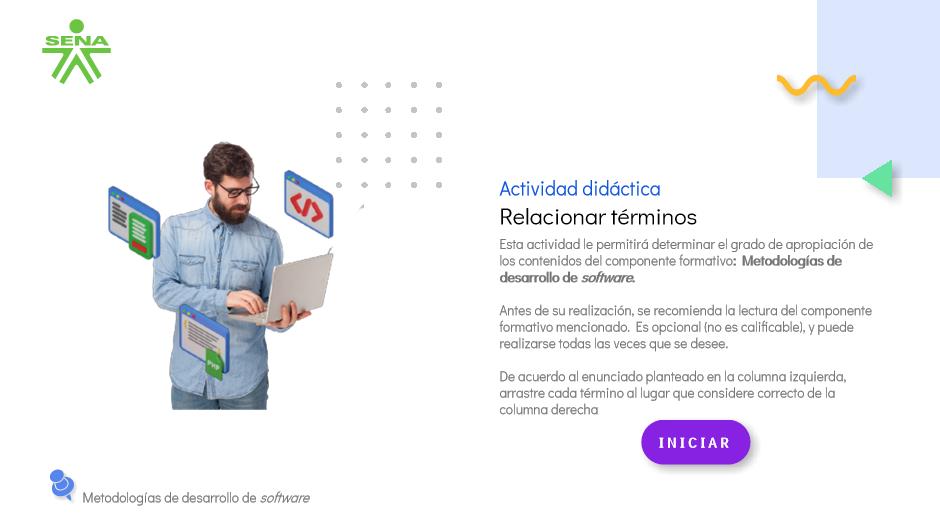 SENA
Actividad didáctica
Relacionar términos
Esta actividad le permitirá determinar el grado de apropiación de
los contenidos del componente formativo: Metodologías de
desarrollo de software.
Antes de su realización, se recomienda la lectura del componente
formativo mencionado. Es opcional (no es calificable), y puede
realizarse todas las veces que se desee.
De acuerdo al enunciado planteado en la columna izquierda,
arrastre cada término al lugar que considere correcto de la
columna derecha
INICIAR
</>
PHP
Metodologías de desarrollo de software